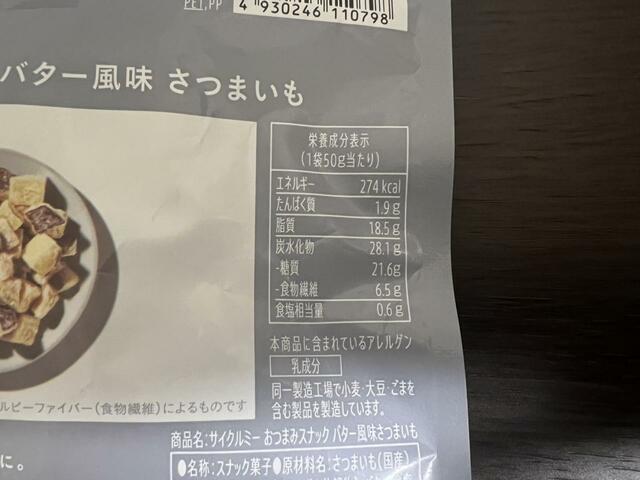 PET,PP
4 930246 110798
バター風味 さつまいも
栄養成分表示
(1袋50g当たり)
エネルギー 274 kcal
たんぱく質 1.9 g
脂質 18.5 g
炭水化物 28.1 g
-糖質 21.6g
-食物繊維 6.5 g
食塩相当量 0.6 g
本商品に含まれているアレルゲン
乳成分
同一製造工場で小麦・大豆・ごまを
含む製品を製造しています。
ルビーファイバー(食物繊維)によるものです
商品名:サイクルミー おつまみスナック バター風味さつまいも
に。
●名称:スナック菓子●原材料名:さつまいも(国産)